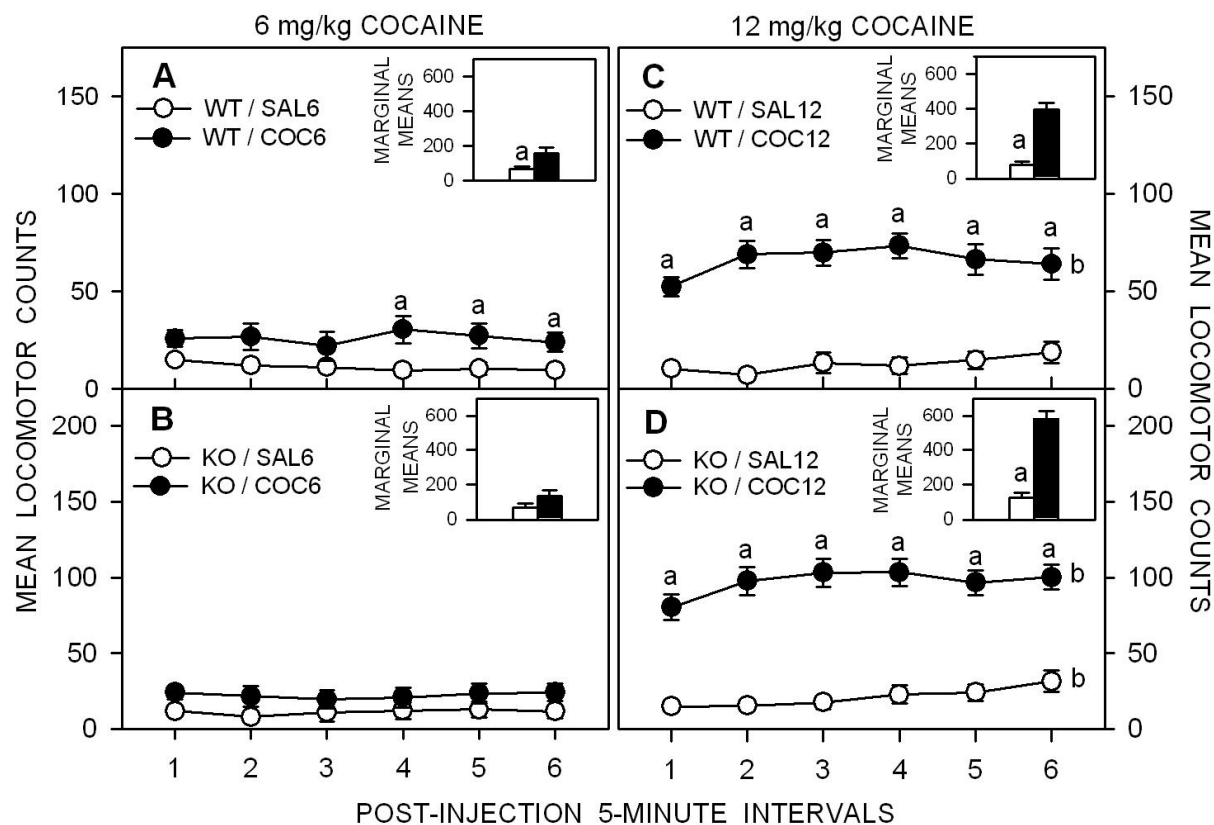 6 mg/kg COCAINE
12 mg/kg COCAINE
A
WT / SAL6
WT / COC6
MARGINAL
MEANS
600
400
200
0
a
a a a
150
100
50
0
C
WT / SAL12
WT / COC12
MARGINAL
MEANS
600
400
200
0
a
a a a a a a
b
150
100
50
0
B
KO / SAL6
KO / COC6
MARGINAL
MEANS
600
400
200
0
200
150
100
50
0
D
KO / SAL12
KO / COC12
MARGINAL
MEANS
600
400
200
0
a
a a a a a a
b
b
200
150
100
50
0
MEAN LOCOMOTOR COUNTS
MEAN LOCOMOTOR COUNTS
1 2 3 4 5 6
1 2 3 4 5 6
POST-INJECTION 5-MINUTE INTERVALS